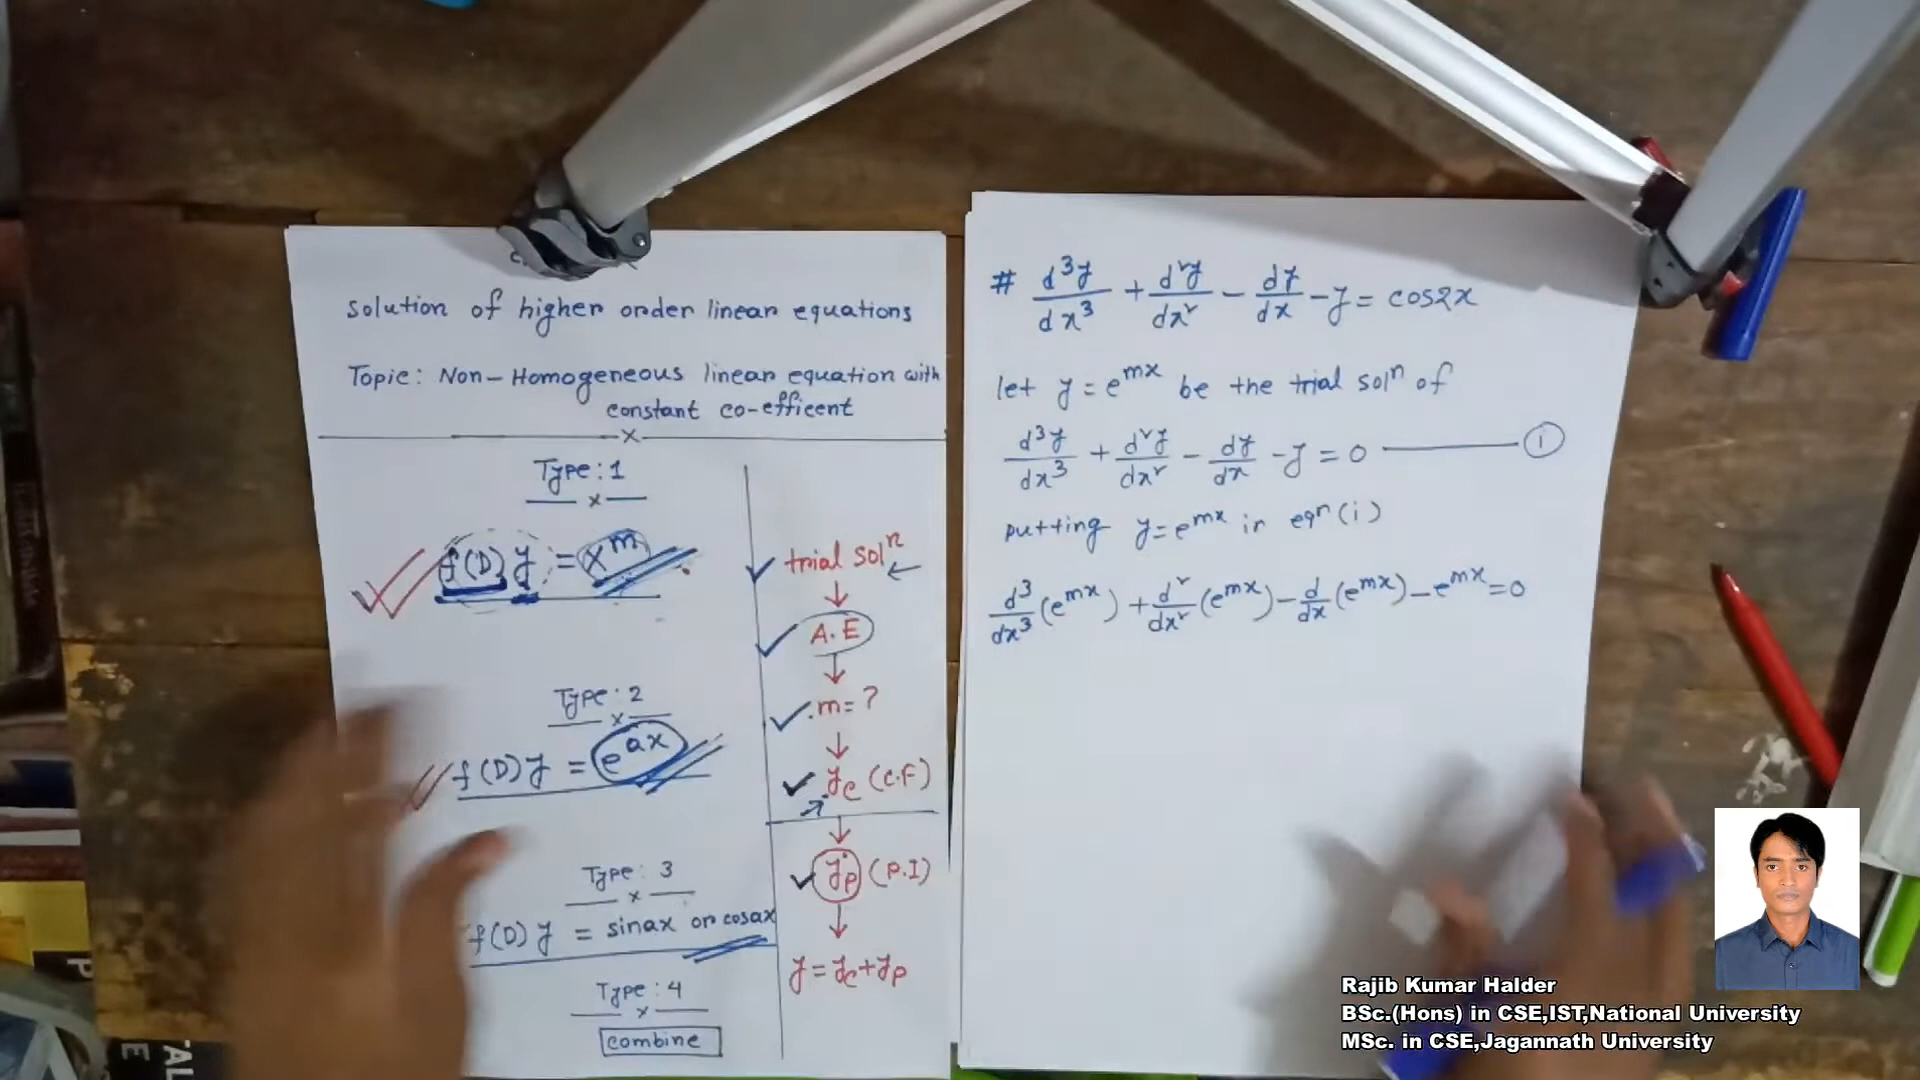 Solution of higher order linear equations
Topic: Non-Homogeneous linear equation with
constant co-efficent
x
Type: 1
x
f(D) y = x^m
Type: 2
x
f(D) y = e^ax
Type: 3
x
f(D) y = sinax or cosax
Type: 4
x
combine
trial solⁿ
A.E
m = ?
y_c (C.F)
y_p (P.I)
y = y_c + y_p
# d³y/dx³ + d²y/dx² - dy/dx - y = cos2x
let y = e^mx be the trial solⁿ of
d³y/dx³ + d²y/dx² - dy/dx - y = 0 ——— (i)
putting y = e^mx in eqn (i)
d³/dx³ (e^mx) + d²/dx² (e^mx) - d/dx (e^mx) - e^mx = 0
Rajib Kumar Halder
BSc.(Hons) in CSE,IST,National University
MSc. in CSE,Jagannath University